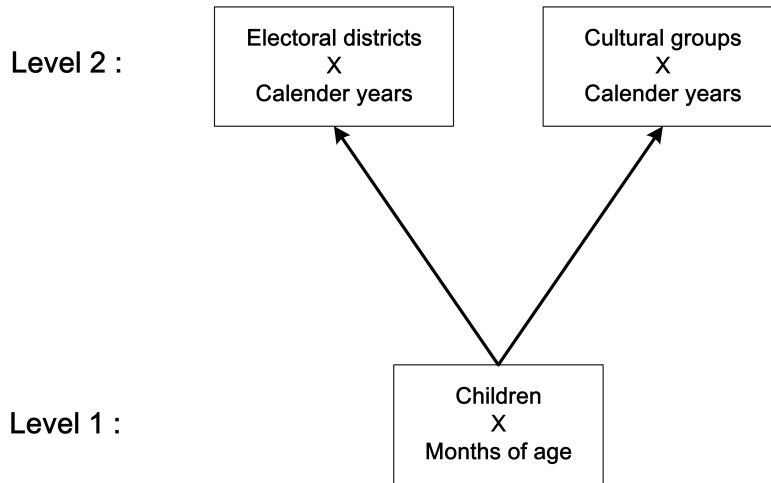 Level 2 :
Electoral districts
X
Calender years
Cultural groups
X
Calender years
Level 1 :
Children
X
Months of age